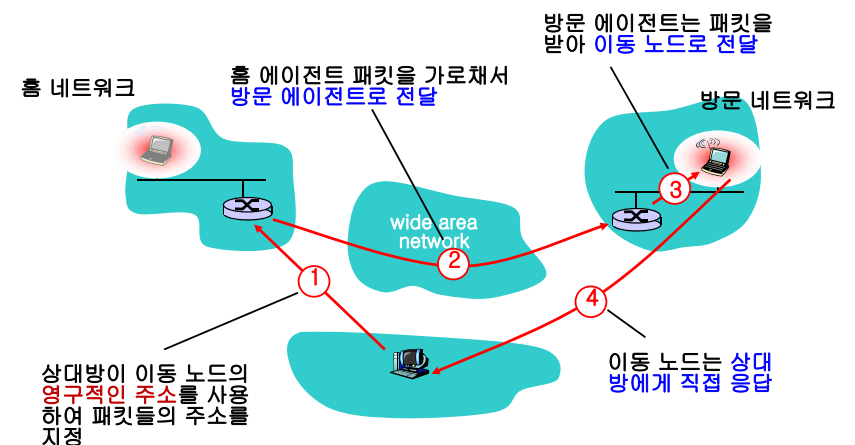 방문 에이전트는 패킷을
받아 이동 노드로 전달
홈 에이전트 패킷을 가로채서
방문 에이전트로 전달
홈 네트워크
방문 네트워크
wide area
network
1
2
3
4
상대방이 이동 노드의
영구적인 주소를 사용
하여 패킷들의 주소를
지정
이동 노드는 상대
방에게 직접 응답